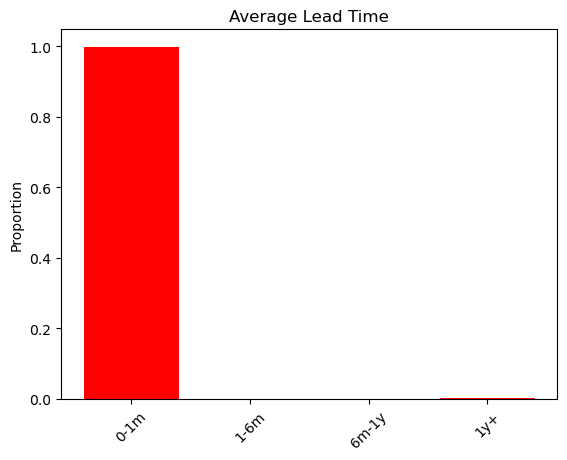 Average Lead Time
Proportion
1.0
0.8
0.6
0.4
0.2
0.0
0-1m
1-6m
6m-1y
1y+